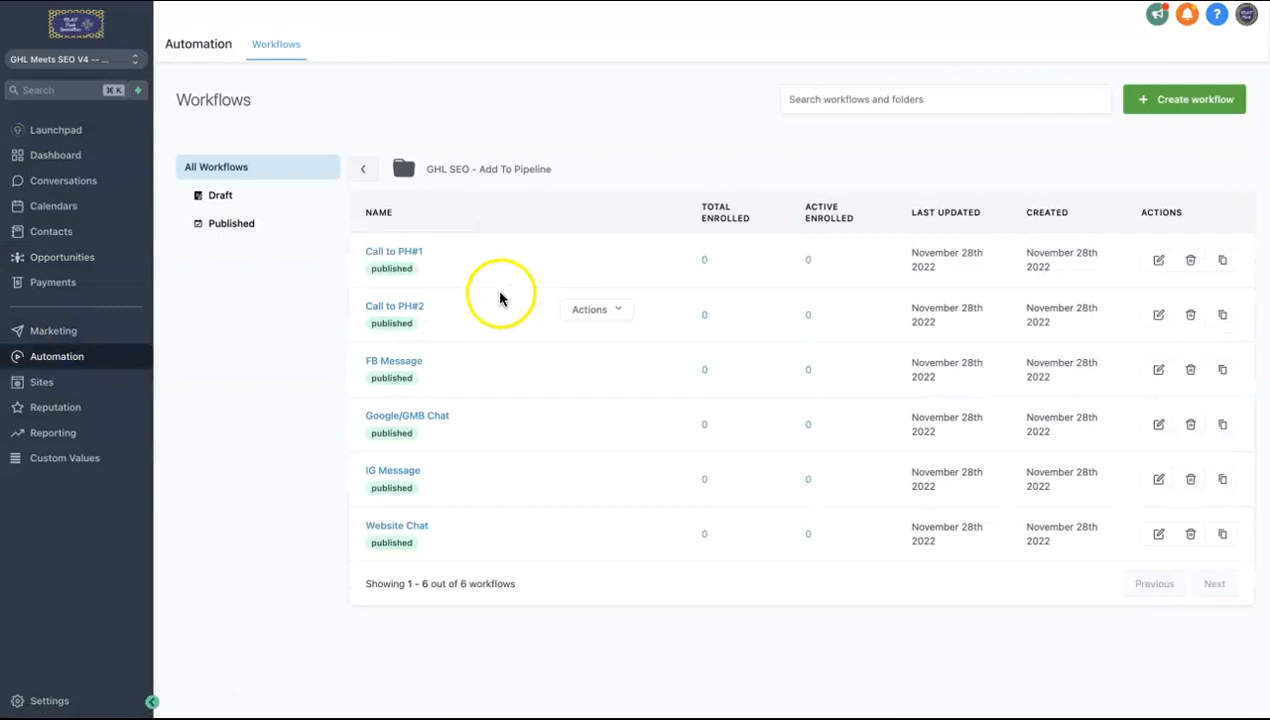 GHL Meets SEO V4 -- ...
Search ⌘ K
Launchpad
Dashboard
Conversations
Calendars
Contacts
Opportunities
Payments
Marketing
Automation
Sites
Reputation
Reporting
Custom Values
Settings
Automation Workflows
?
Workflows
Search workflows and folders
+ Create workflow
All Workflows
Draft
Published
GHL SEO - Add To Pipeline
NAME TOTAL ENROLLED ACTIVE ENROLLED LAST UPDATED CREATED ACTIONS
Call to PH#1 0 0 November 28th 2022 November 28th 2022
published
Call to PH#2 Actions 0 0 November 28th 2022 November 28th 2022
published
FB Message 0 0 November 28th 2022 November 28th 2022
published
Google/GMB Chat 0 0 November 28th 2022 November 28th 2022
published
IG Message 0 0 November 28th 2022 November 28th 2022
published
Website Chat 0 0 November 28th 2022 November 28th 2022
published
Showing 1 - 6 out of 6 workflows
Previous Next